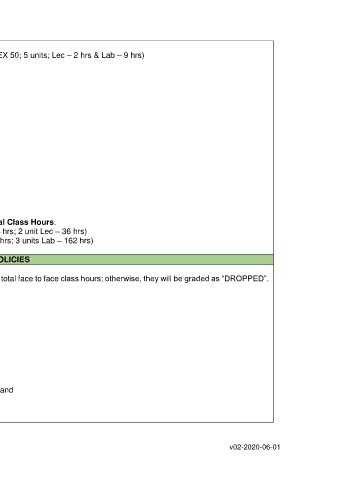 EX 50; 5 units; Lec – 2 hrs & Lab – 9 hrs)
al Class Hours.
hrs; 2 unit Lec – 36 hrs)
hrs; 3 units Lab – 162 hrs)
OLICIES
total face to face class hours; otherwise, they will be graded as “DROPPED”.
and
v02-2020-06-01